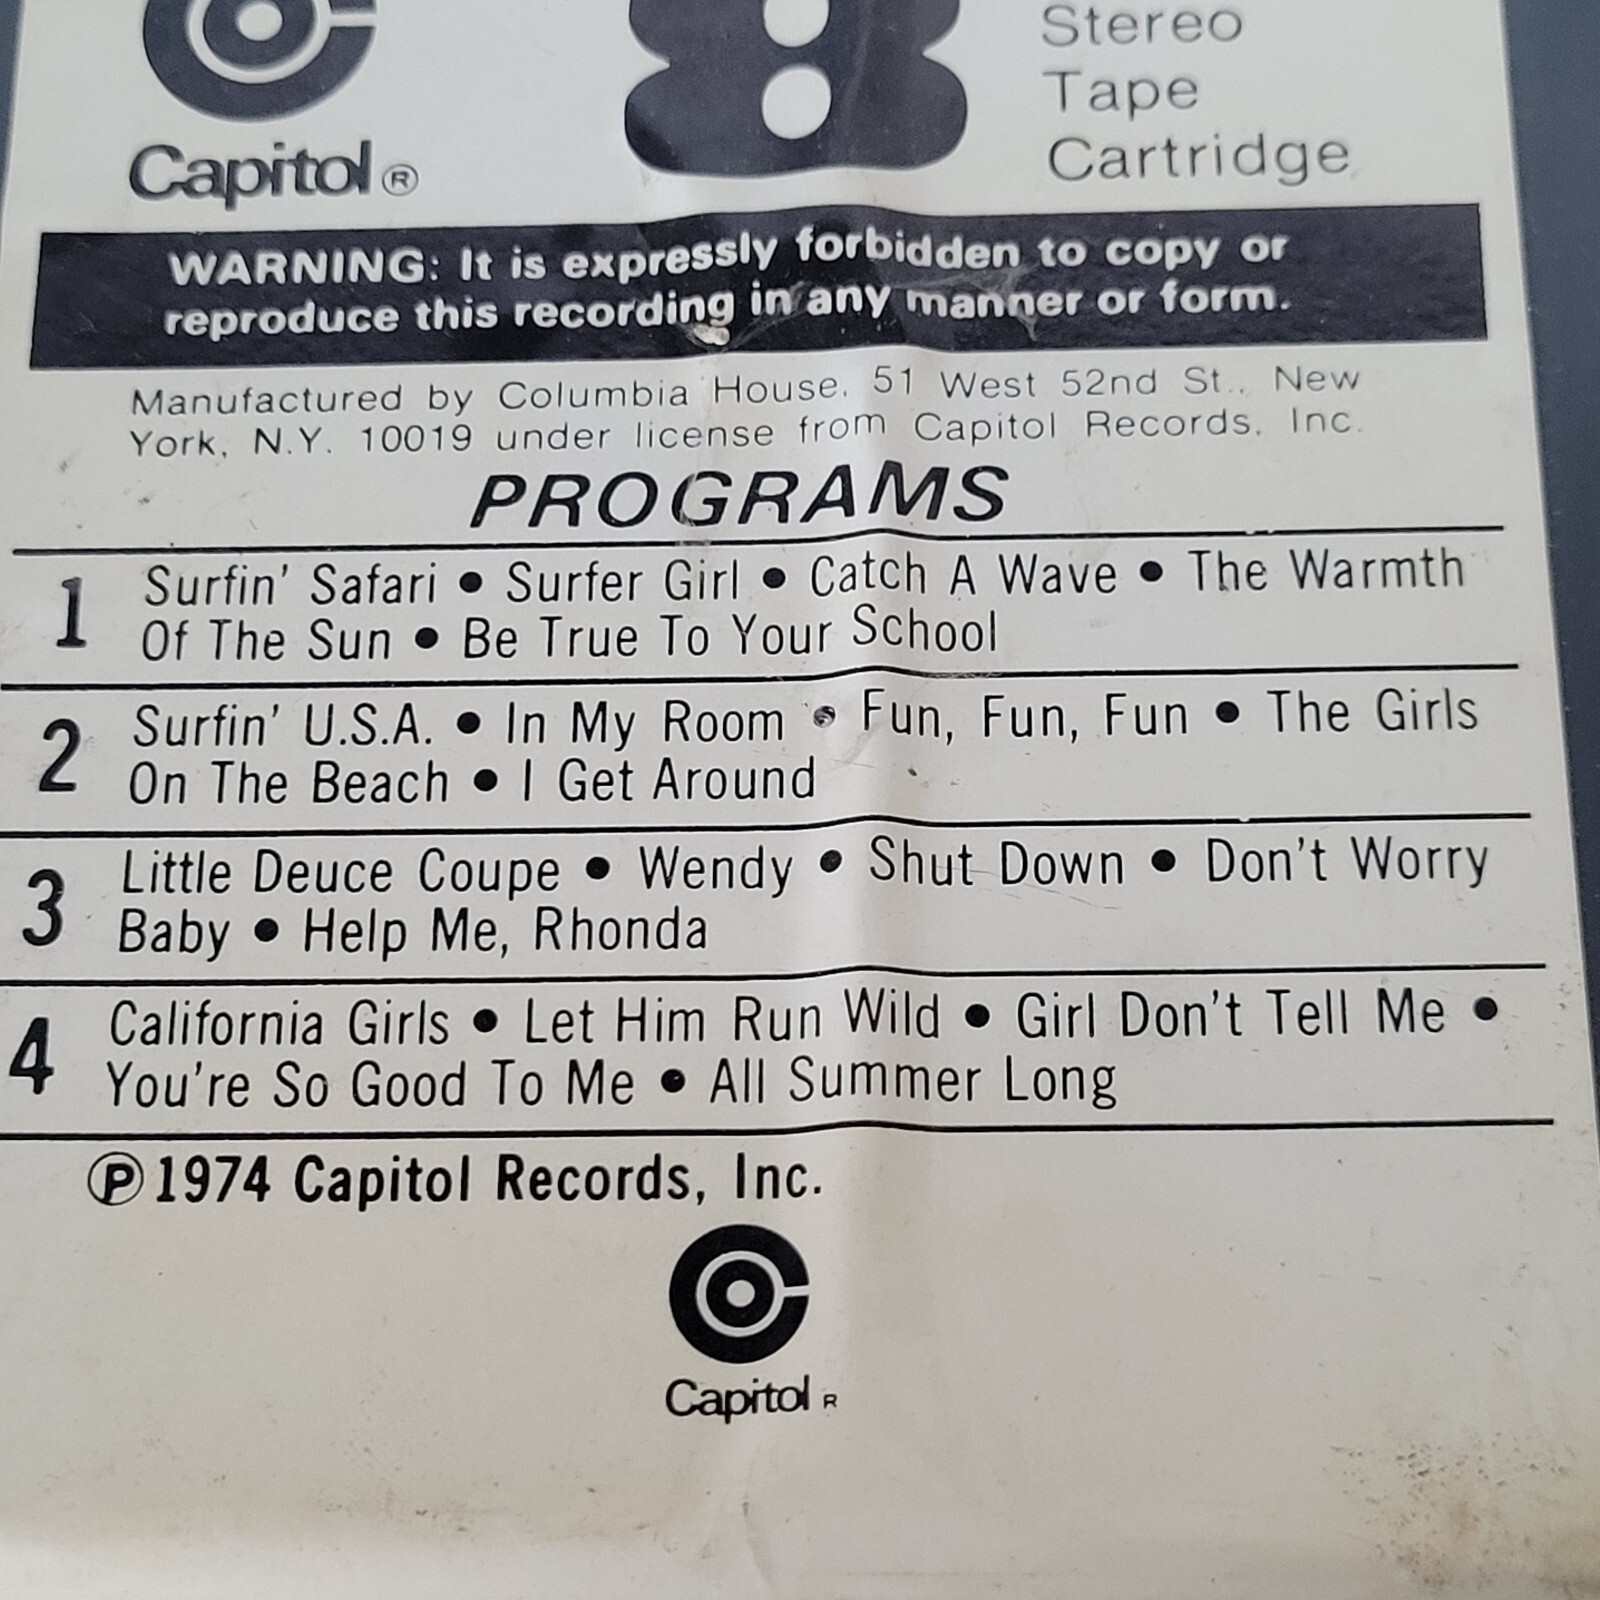 Capitol ®
8
Stereo
Tape
Cartridge
WARNING: It is expressly forbidden to copy or
reproduce this recording in any manner or form.
Manufactured by Columbia House, 51 West 52nd St., New
York, N.Y. 10019 under license from Capitol Records, Inc.
PROGRAMS
1 Surfin' Safari • Surfer Girl • Catch A Wave • The Warmth
Of The Sun • Be True To Your School
2 Surfin' U.S.A. • In My Room • Fun, Fun, Fun • The Girls
On The Beach • I Get Around
3 Little Deuce Coupe • Wendy • Shut Down • Don't Worry
Baby • Help Me, Rhonda
4 California Girls • Let Him Run Wild • Girl Don't Tell Me •
You're So Good To Me • All Summer Long
℗1974 Capitol Records, Inc.
Capitol R